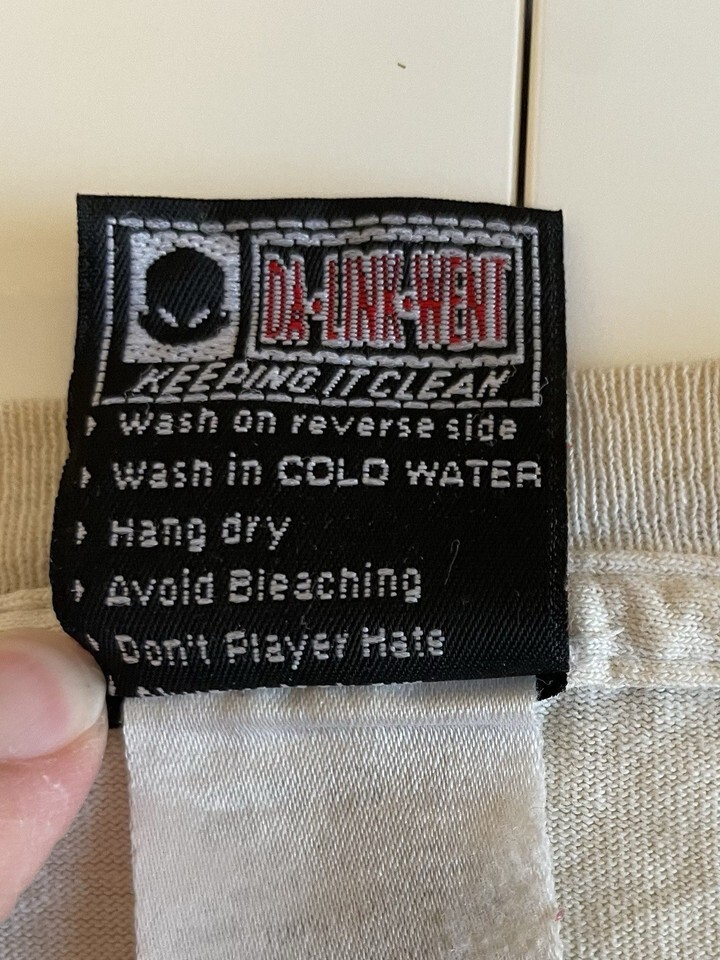 DA•LINK•WENT
KEEPING IT CLEAN
Wash on reverse side
Wash in COLD WATER
Hang dry
Avoid Bleaching
Don't Player Hate